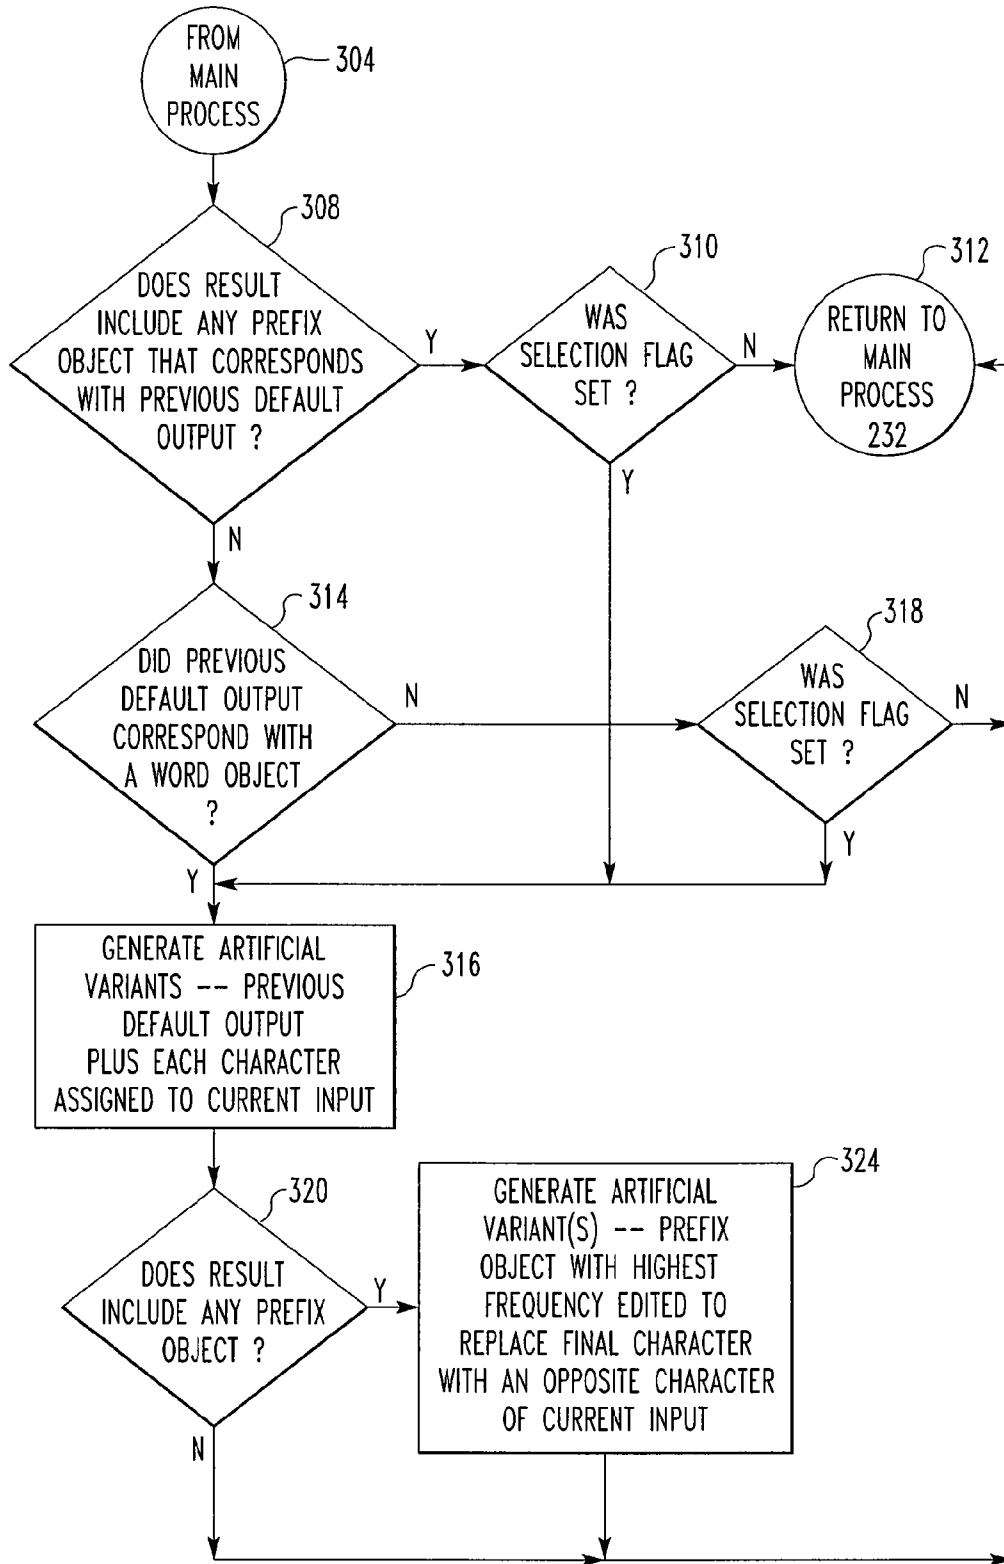 FROM
MAIN
PROCESS
304
308
DOES RESULT
INCLUDE ANY PREFIX
OBJECT THAT CORRESPONDS
WITH PREVIOUS DEFAULT
OUTPUT ?
Y
N
310
WAS
SELECTION FLAG
SET ?
N
Y
312
RETURN TO
MAIN
PROCESS
232
314
DID PREVIOUS
DEFAULT OUTPUT
CORRESPOND WITH
A WORD OBJECT
?
N
Y
318
WAS
SELECTION FLAG
SET ?
N
Y
GENERATE ARTIFICIAL
VARIANTS -- PREVIOUS
DEFAULT OUTPUT
PLUS EACH CHARACTER
ASSIGNED TO CURRENT INPUT
316
320
DOES RESULT
INCLUDE ANY PREFIX
OBJECT ?
Y
N
324
GENERATE ARTIFICIAL
VARIANT(S) -- PREFIX
OBJECT WITH HIGHEST
FREQUENCY EDITED TO
REPLACE FINAL CHARACTER
WITH AN OPPOSITE CHARACTER
OF CURRENT INPUT